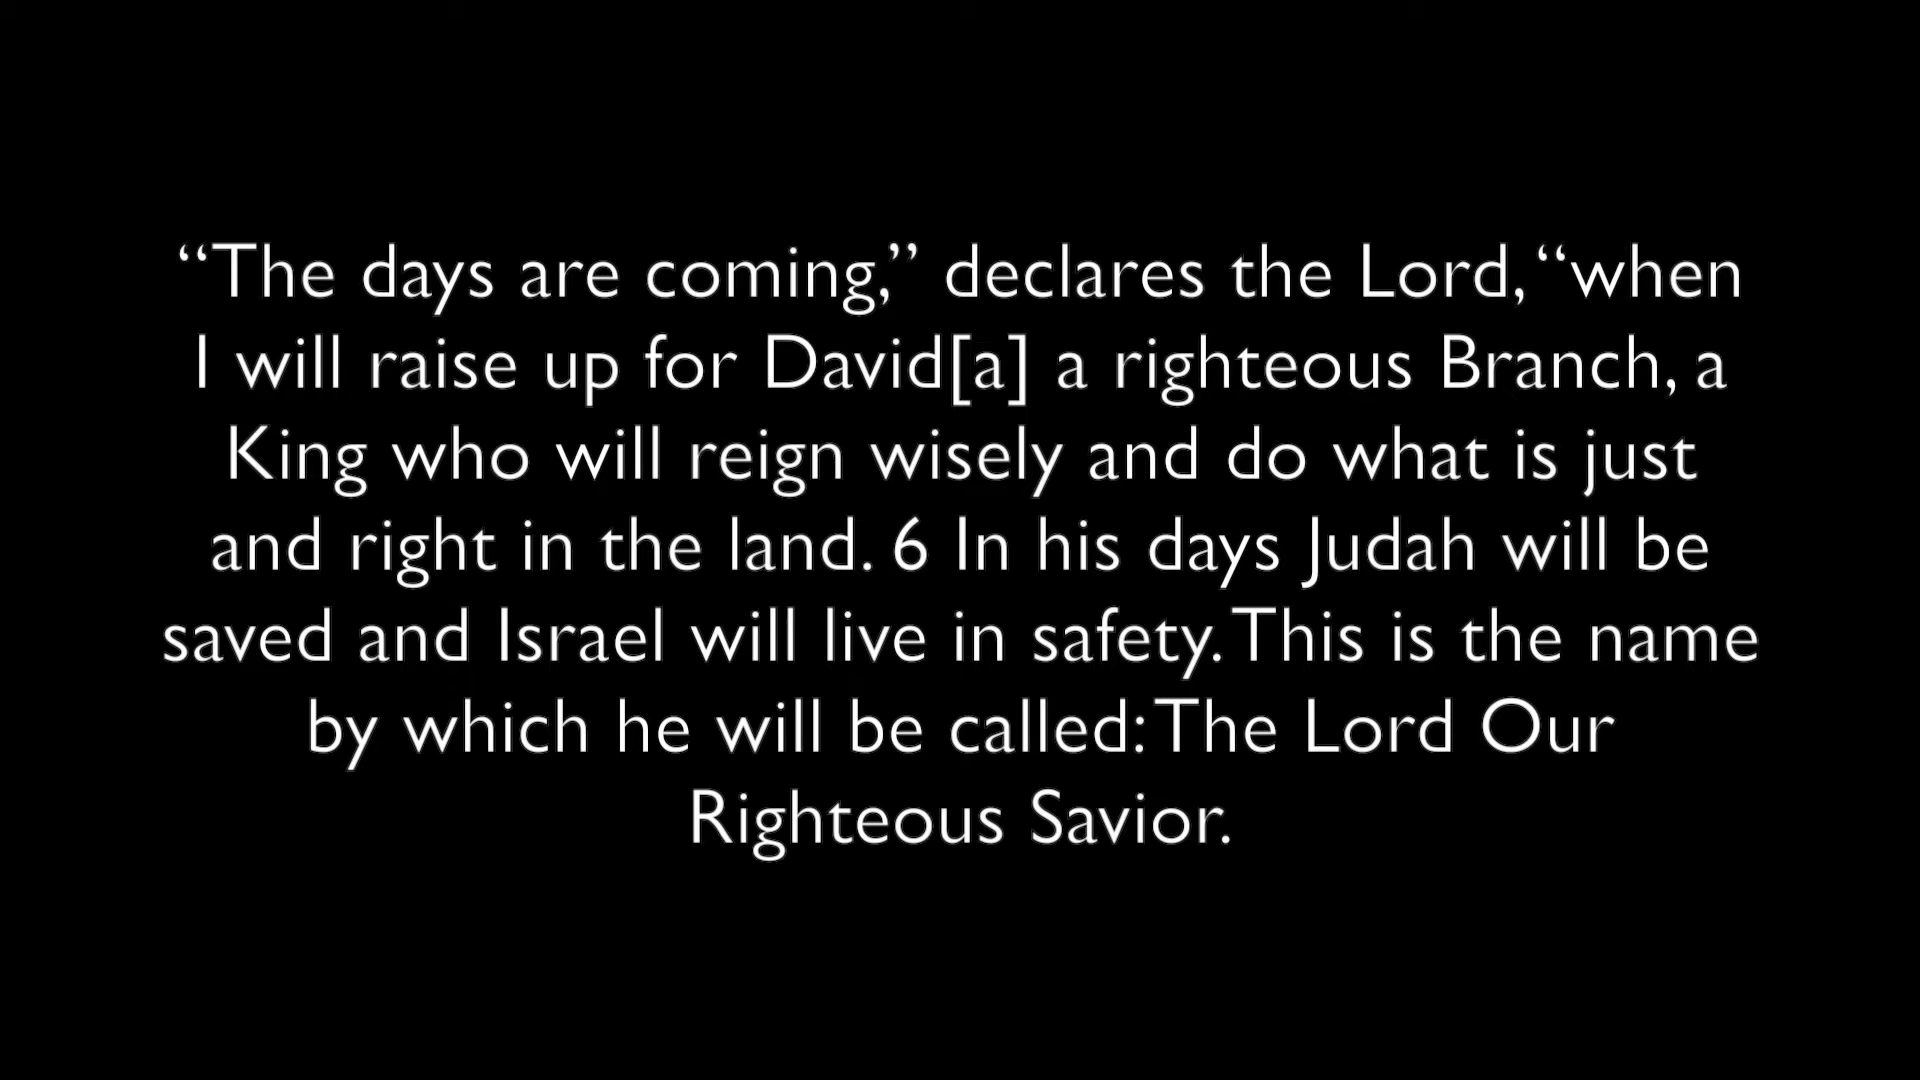 “The days are coming,” declares the Lord, “when
I will raise up for David[a] a righteous Branch, a
King who will reign wisely and do what is just
and right in the land. 6 In his days Judah will be
saved and Israel will live in safety. This is the name
by which he will be called: The Lord Our
Righteous Savior.